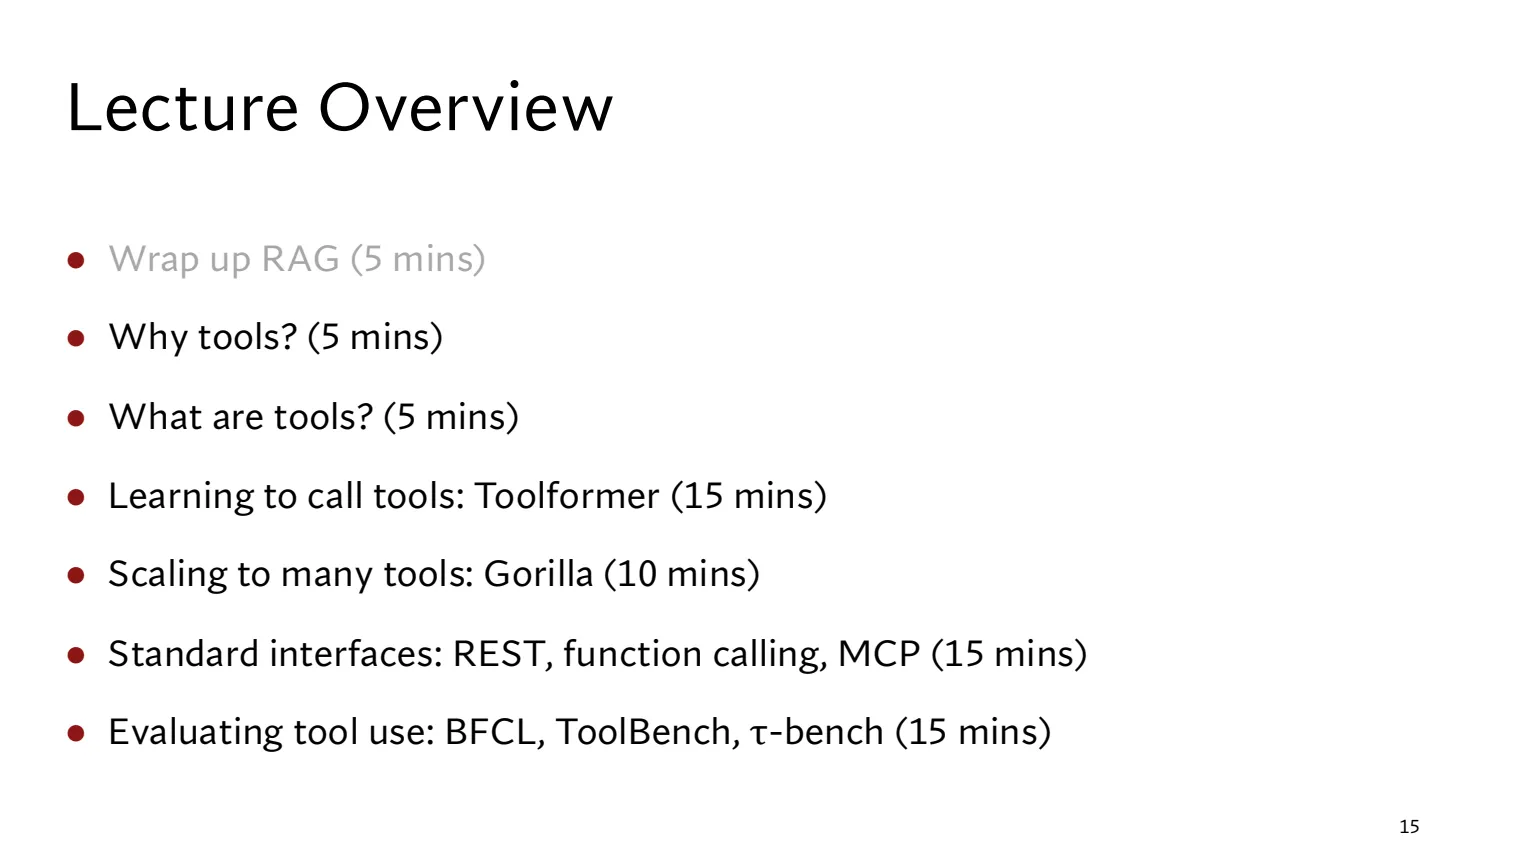 Lecture Overview
● Wrap up RAG (5 mins)
● Why tools? (5 mins)
● What are tools? (5 mins)
● Learning to call tools: Toolformer (15 mins)
● Scaling to many tools: Gorilla (10 mins)
● Standard interfaces: REST, function calling, MCP (15 mins)
● Evaluating tool use: BFCL, ToolBench, τ-bench (15 mins)
15